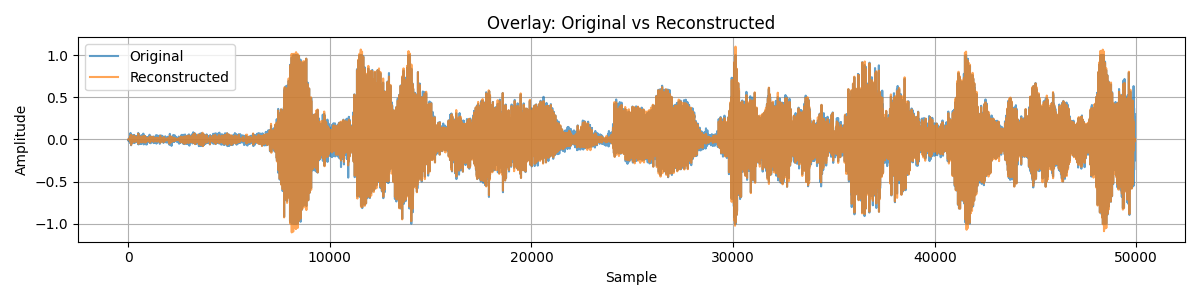 Overlay: Original vs Reconstructed
Original
Reconstructed
1.0
0.5
0.0
−0.5
−1.0
Amplitude
0 10000 20000 30000 40000 50000
Sample